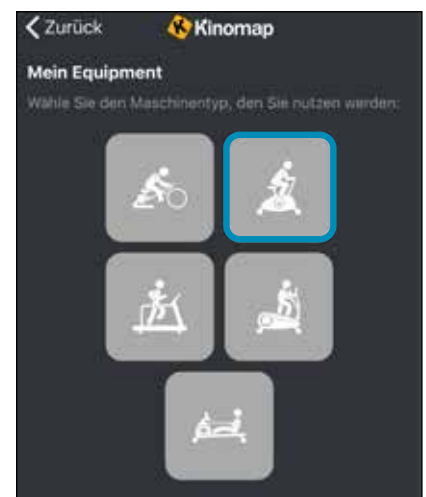 Zurück
Kinomap
Mein Equipment
Wähle Sie den Maschinentyp, den Sie nutzen werden: